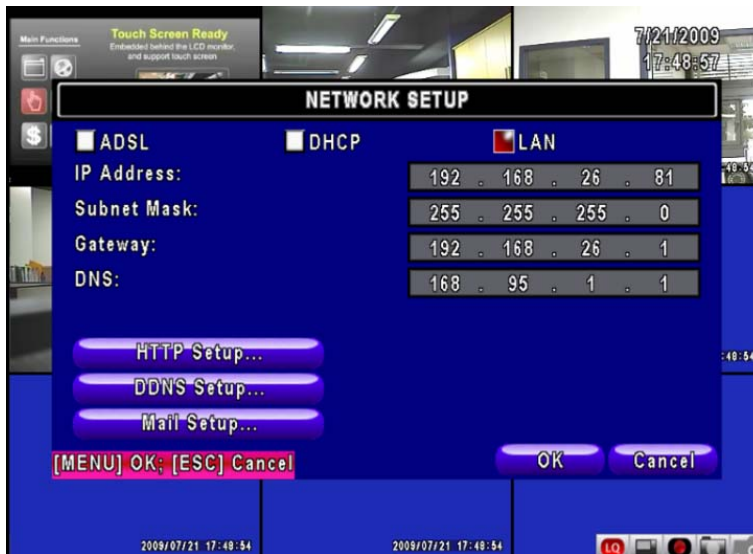 Main Functions
Touch Screen Ready
Embedded behind the LCD monitor,
and support touch screen
7/21/2009
17:48:57
NETWORK SETUP
ADSL DHCP LAN
IP Address: 192 . 168 . 26 . 81
Subnet Mask: 255 . 255 . 255 . 0
Gateway: 192 . 168 . 26 . 1
DNS: 168 . 95 . 1 . 1
HTTP Setup...
DDNS Setup...
Mail Setup...
:48:54
[MENU] OK; [ESC] Cancel
OK Cancel
2009/07/21 17:48:54
2009/07/21 17:48:54
LQ